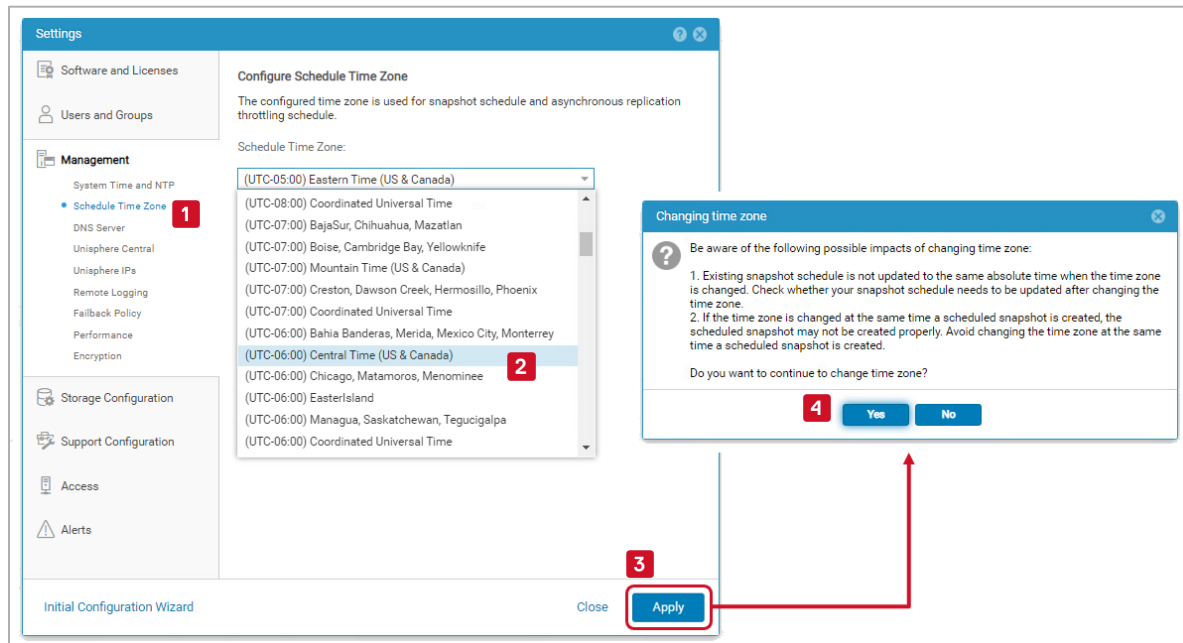 Settings
Software and Licenses
Users and Groups
Management
System Time and NTP
Schedule Time Zone
1
DNS Server
Unisphere Central
Unisphere IPs
Remote Logging
Failback Policy
Performance
Encryption
Storage Configuration
Support Configuration
Access
Alerts
Configure Schedule Time Zone
The configured time zone is used for snapshot schedule and asynchronous replication
throttling schedule.
Schedule Time Zone:
(UTC-05:00) Eastern Time (US & Canada)
(UTC-08:00) Coordinated Universal Time
(UTC-07:00) BajaSur, Chihuahua, Mazatlan
(UTC-07:00) Boise, Cambridge Bay, Yellowknife
(UTC-07:00) Mountain Time (US & Canada)
(UTC-07:00) Creston, Dawson Creek, Hermosillo, Phoenix
(UTC-07:00) Coordinated Universal Time
(UTC-06:00) Bahia Banderas, Merida, Mexico City, Monterrey
(UTC-06:00) Central Time (US & Canada)
2
(UTC-06:00) Chicago, Matamoros, Menominee
(UTC-06:00) EasterIsland
(UTC-06:00) Managua, Saskatchewan, Tegucigalpa
(UTC-06:00) Coordinated Universal Time
3
Initial Configuration Wizard
Close
Apply
Changing time zone
Be aware of the following possible impacts of changing time zone:
1. Existing snapshot schedule is not updated to the same absolute time when the time zone
is changed. Check whether your snapshot schedule needs to be updated after changing the
time zone.
2. If the time zone is changed at the same time a scheduled snapshot is created, the
scheduled snapshot may not be created properly. Avoid changing the time zone at the same
time a scheduled snapshot is created.
Do you want to continue to change time zone?
4
Yes
No